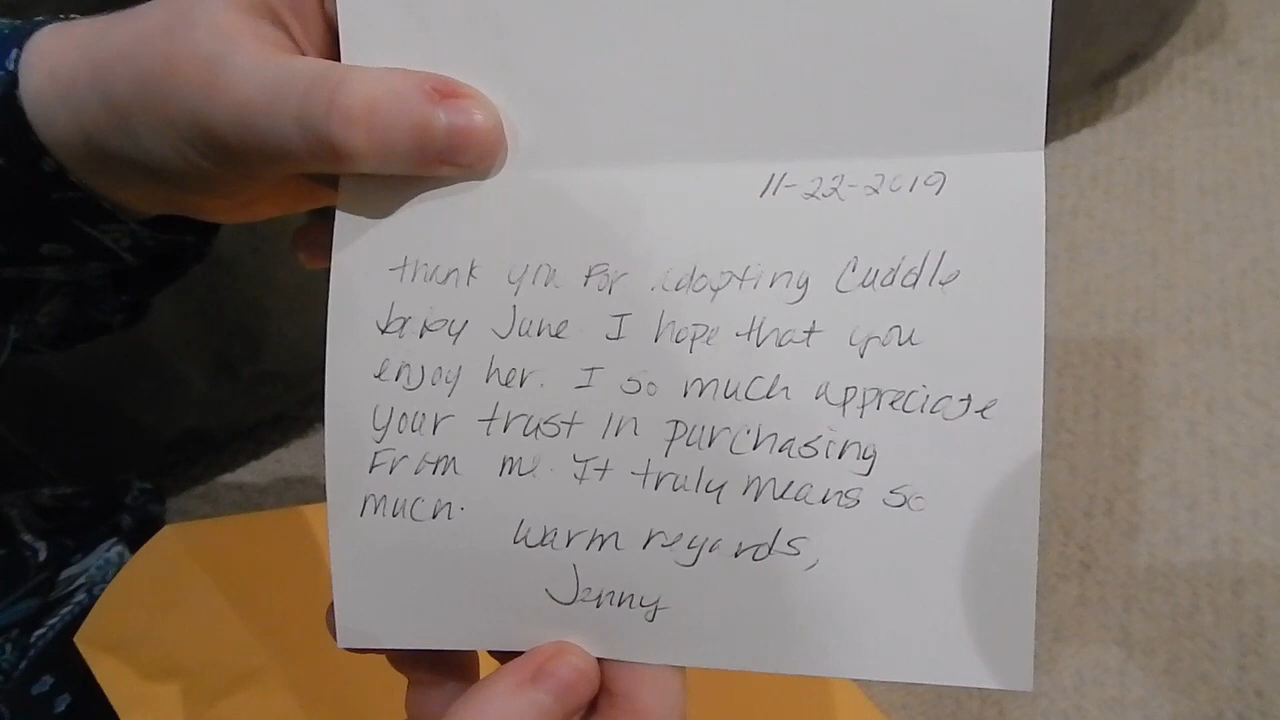 11-22-2019
thank you for adopting Cuddle
baby June I hope that you
enjoy her. I so much appreciate
your trust in purchasing
From me. It truly means so
much.
warm regards,
Jenny